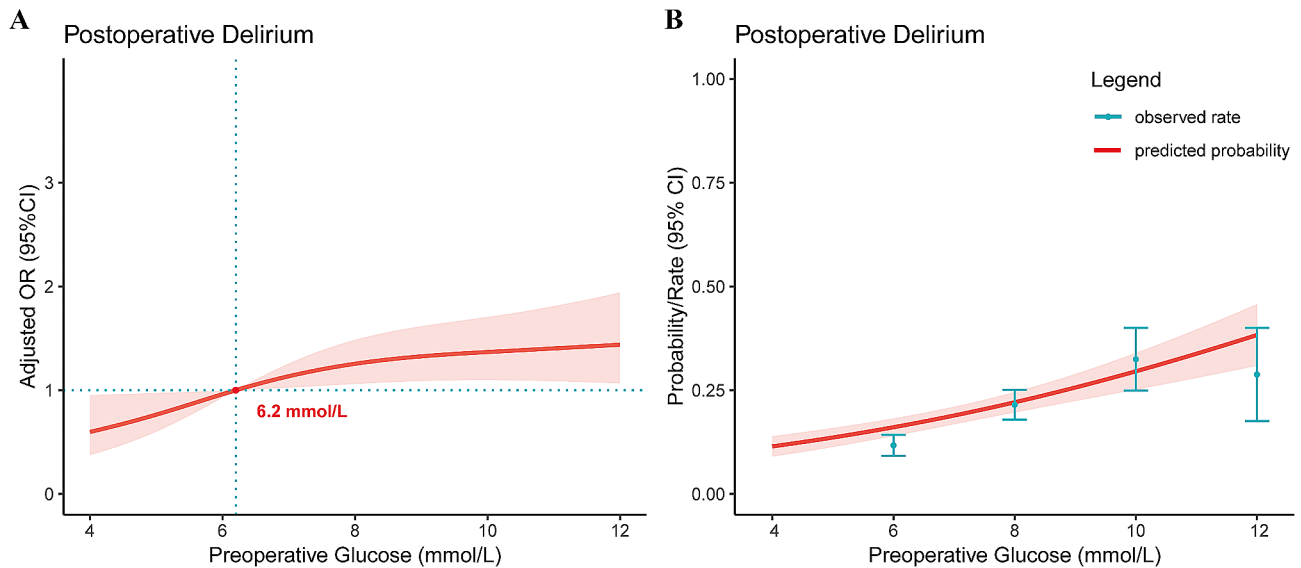 A
Postoperative Delirium
Adjusted OR (95%CI)
3
2
1
0
6.2 mmol/L
4 6 8 10 12
Preoperative Glucose (mmol/L)
B
Postoperative Delirium
Probability/Rate (95% CI)
1.00
0.75
0.50
0.25
0.00
Legend
observed rate
predicted probability
4 6 8 10 12
Preoperative Glucose (mmol/L)